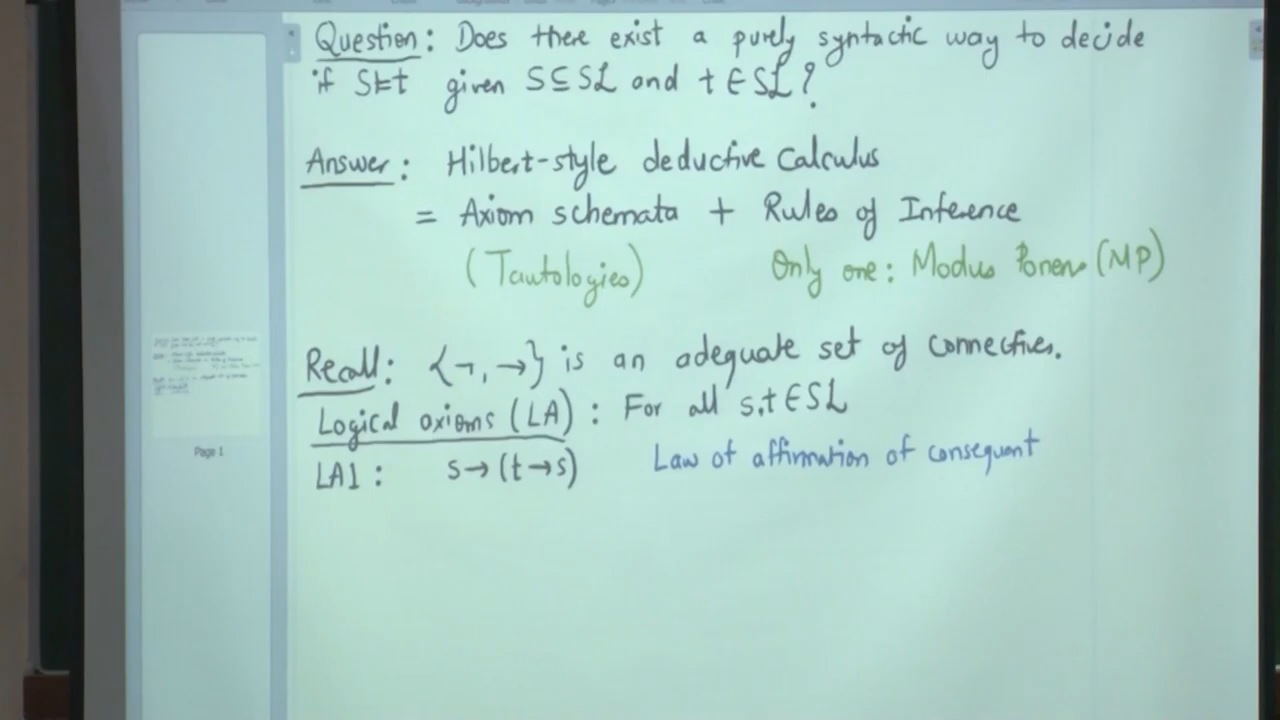 Question: Does there exist a purely syntactic way to decide
if S⊨t given S⊆SL and t∈SL?
Answer: Hilbert-style deductive Calculus
= Axiom schemata + Rules of Inference
(Tautologies) Only one: Modus Ponens (MP)
Recall: {¬,→} is an adequate set of connectives.
Logical axioms (LA): For all s,t∈SL
LA1: s→(t→s) Law of affirmation of consequent
Page 1